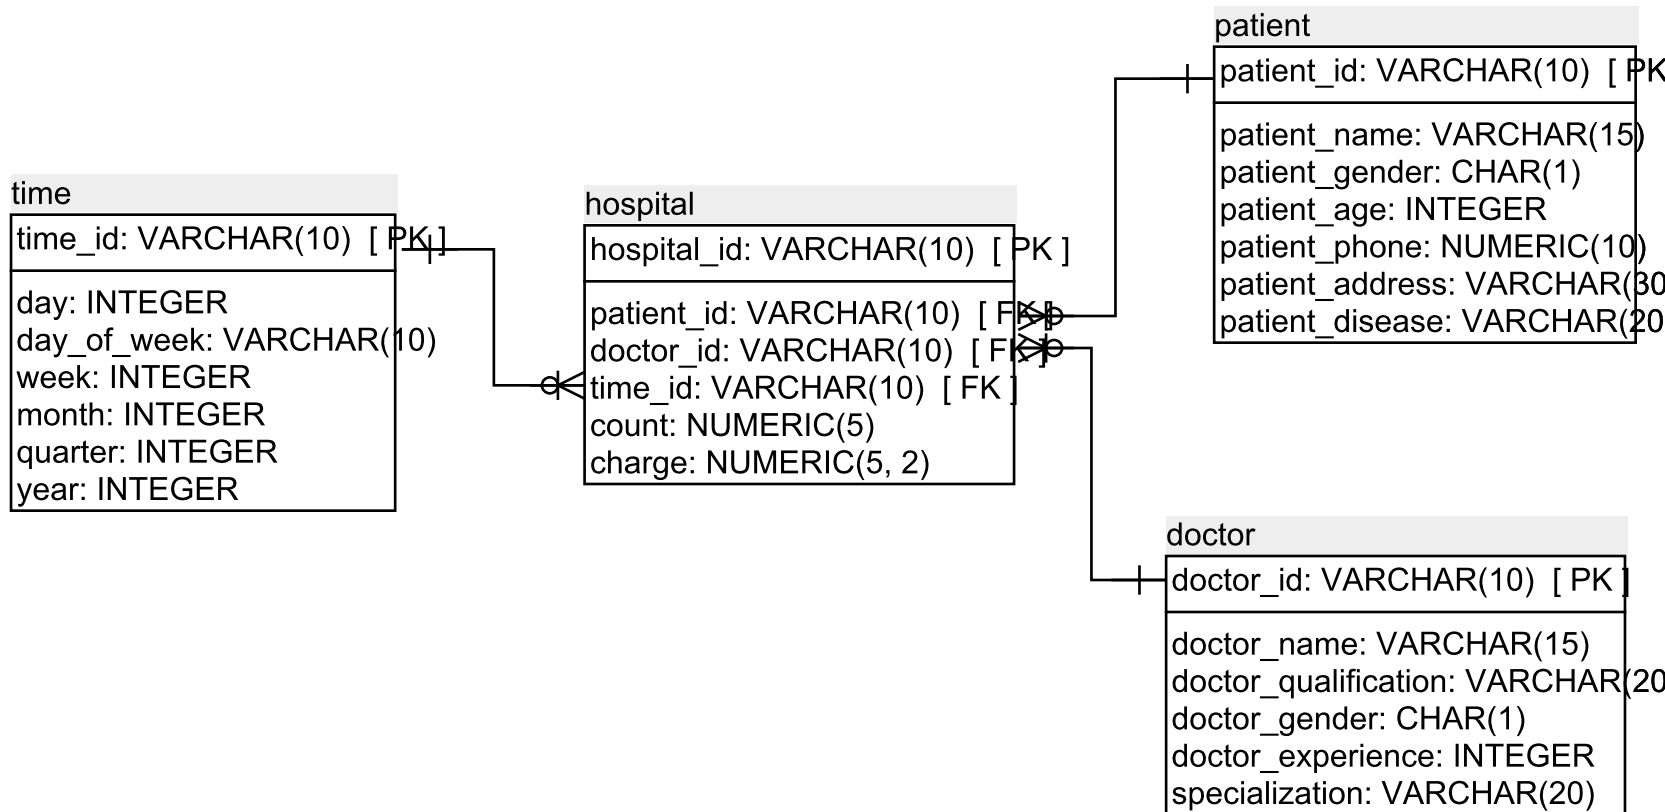 time
time_id: VARCHAR(10) [ PK ]
day: INTEGER
day_of_week: VARCHAR(10)
week: INTEGER
month: INTEGER
quarter: INTEGER
year: INTEGER
hospital
hospital_id: VARCHAR(10) [ PK ]
patient_id: VARCHAR(10) [ FK ]
doctor_id: VARCHAR(10) [ FK ]
time_id: VARCHAR(10) [ FK ]
count: NUMERIC(5)
charge: NUMERIC(5, 2)
patient
patient_id: VARCHAR(10) [ PK
patient_name: VARCHAR(15)
patient_gender: CHAR(1)
patient_age: INTEGER
patient_phone: NUMERIC(10)
patient_address: VARCHAR(30
patient_disease: VARCHAR(20
doctor
doctor_id: VARCHAR(10) [ PK ]
doctor_name: VARCHAR(15)
doctor_qualification: VARCHAR(20
doctor_gender: CHAR(1)
doctor_experience: INTEGER
specialization: VARCHAR(20)